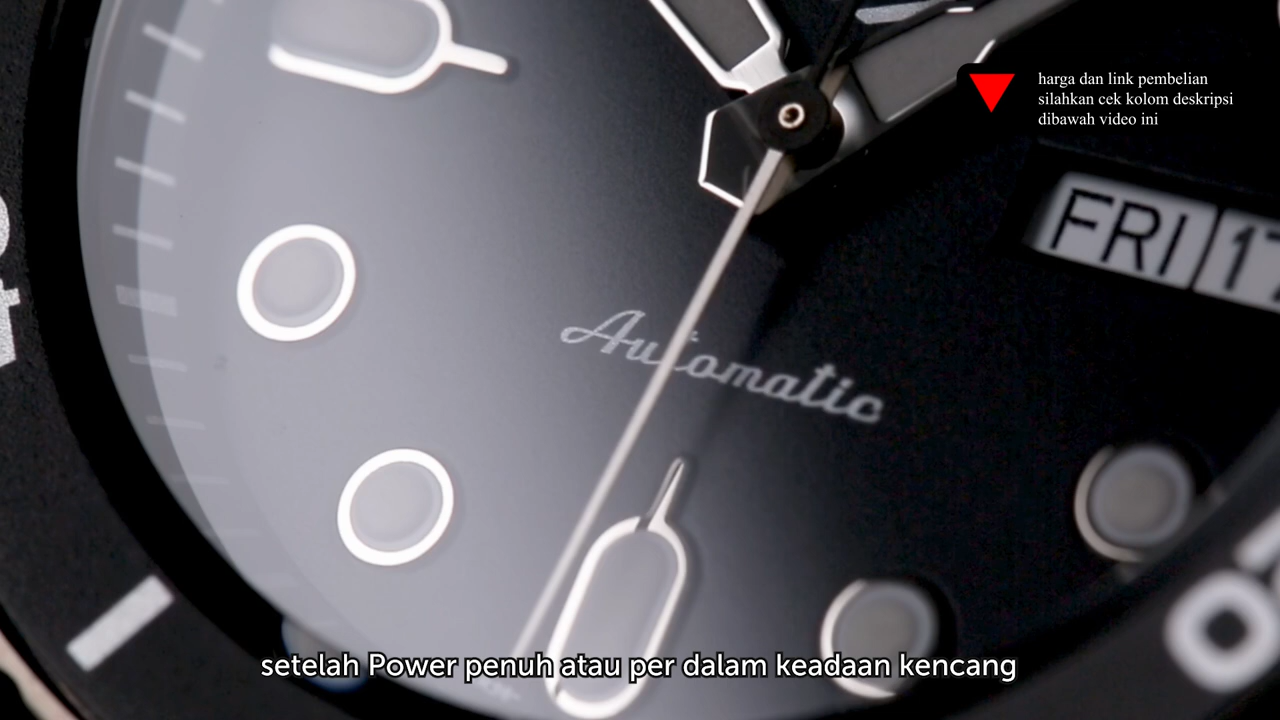 harga dan link pembelian
silahkan cek kolom deskripsi
dibawah video ini
FRI 17
Automatic
setelah Power penuh atau per dalam keadaan kencang